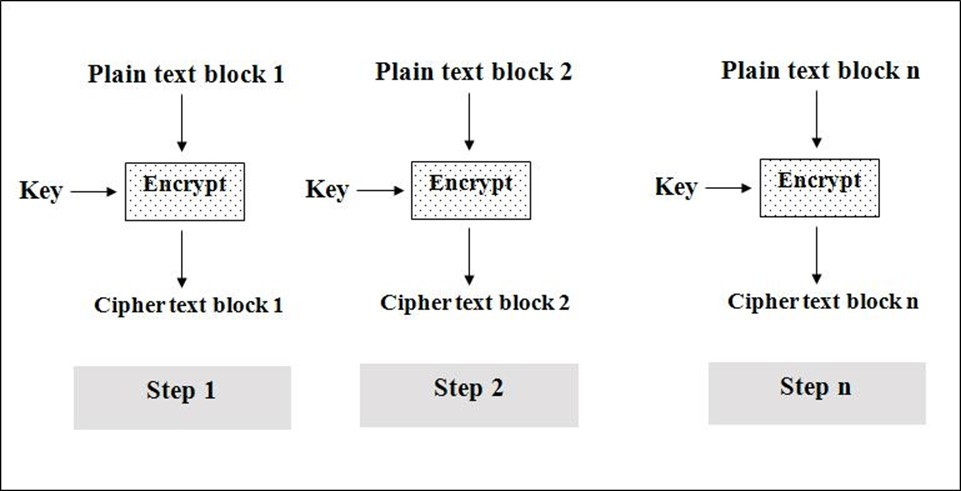 Plain text block 1
Plain text block 2
Plain text block n
Key
Encrypt
Key
Encrypt
Key
Encrypt
Cipher text block 1
Cipher text block 2
Cipher text block n
Step 1
Step 2
Step n